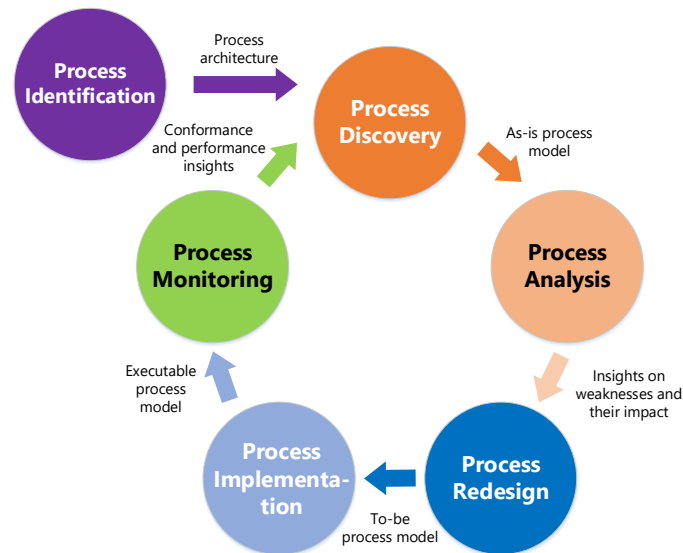 Process
Identification
Process
architecture
Process
Discovery
As-is process
model
Process
Analysis
Insights on
weaknesses and
their impact
Process
Redesign
To-be
process model
Process
Implementa-
tion
Executable
process
model
Process
Monitoring
Conformance
and performance
insights